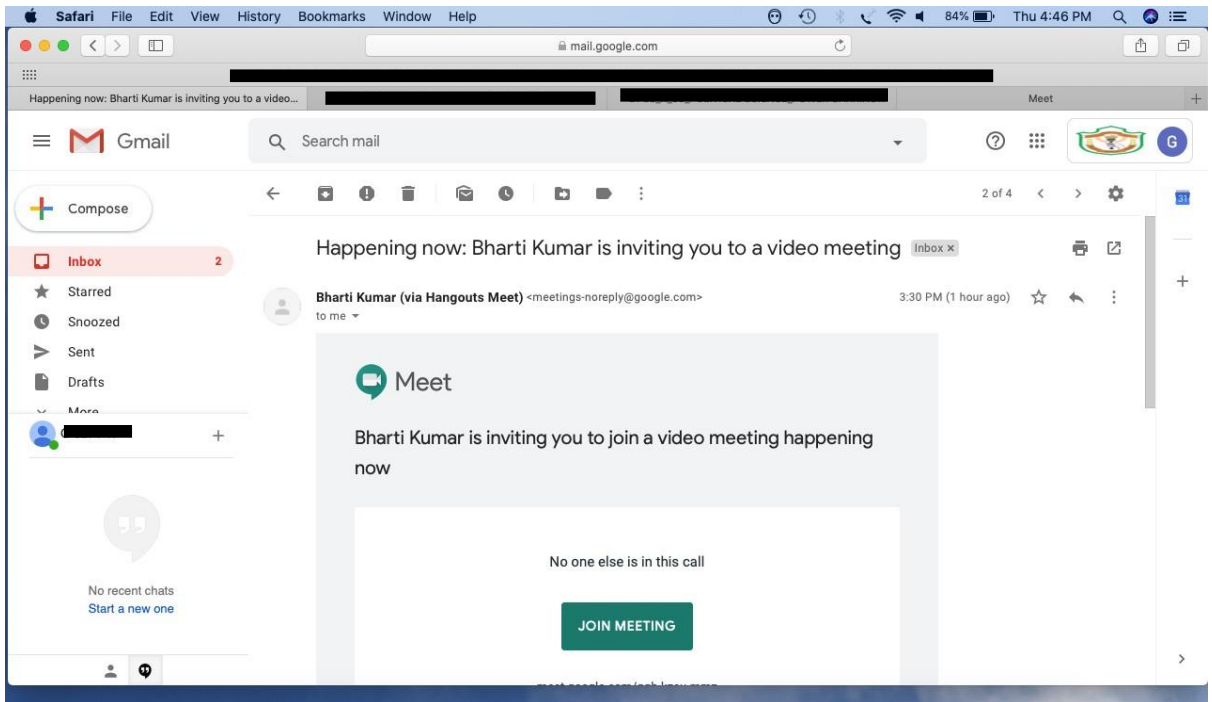 Safari File Edit View History Bookmarks Window Help 84% Thu 4:46 PM
mail.google.com
Happening now: Bharti Kumar is inviting you to a video... Meet +
Gmail Search mail G
Compose 2 of 4 31
Happening now: Bharti Kumar is inviting you to a video meeting Inbox ×
Inbox 2
Starred
Snoozed
Sent
Drafts
More
Bharti Kumar (via Hangouts Meet) <meetings-noreply@google.com> 3:30 PM (1 hour ago)
to me
Meet
Bharti Kumar is inviting you to join a video meeting happening
now
No one else is in this call
JOIN MEETING
No recent chats
Start a new one